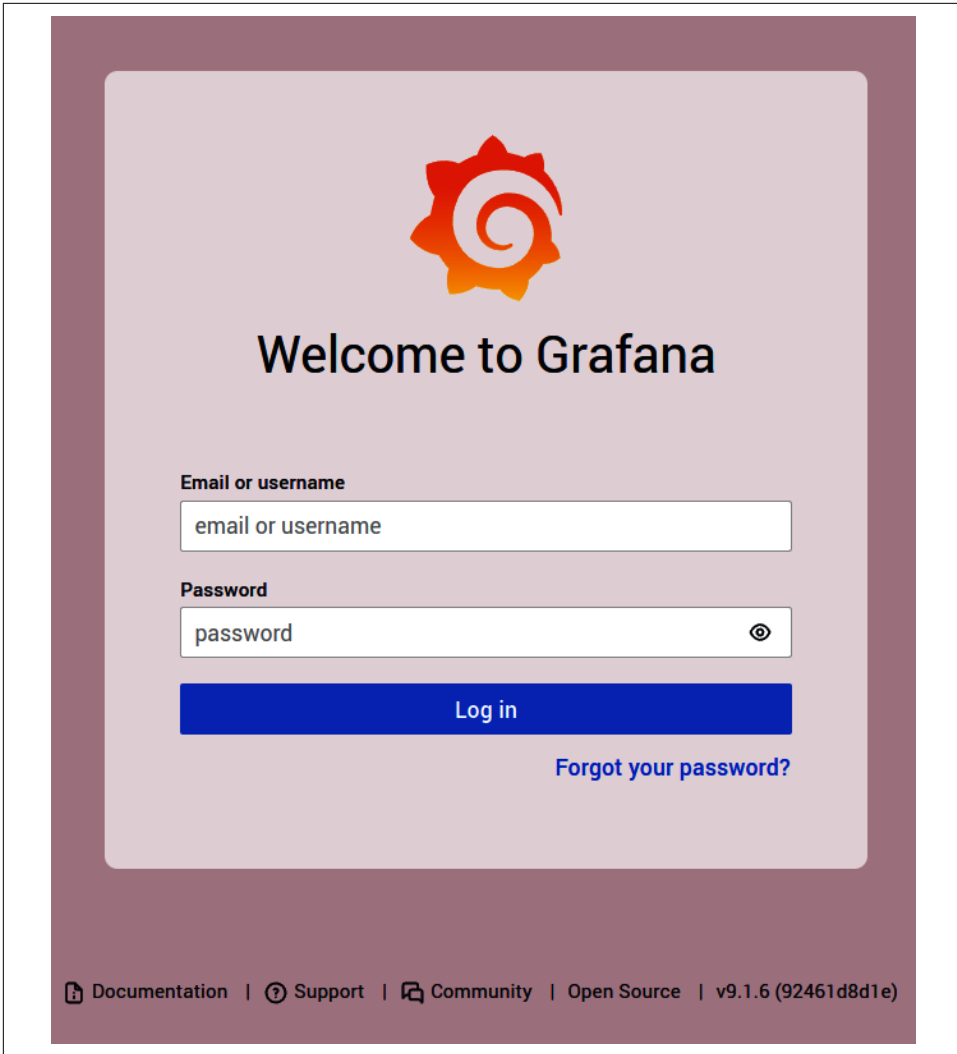 Welcome to Grafana
Email or username
email or username
Password
password
Log in
Forgot your password?
Documentation | Support | Community | Open Source | v9.1.6 (92461d8d1e)